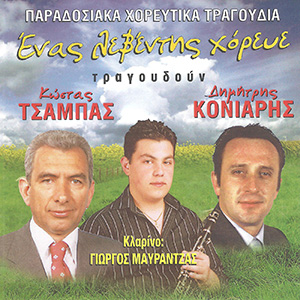 ΠΑΡΑΔΟΣΙΑΚΑ ΧΟΡΕΥΤΙΚΑ ΤΡΑΓΟΥΔΙΑ
Ένας λεβέντης χόρευε
τραγουδούν
Κώστας
ΤΣΑΜΠΑΣ
Δημήτρης
ΚΟΝΙΑΡΗΣ
Κλαρίνο:
ΓΙΩΡΓΟΣ ΜΑΥΡΑΝΤΖΑΣ